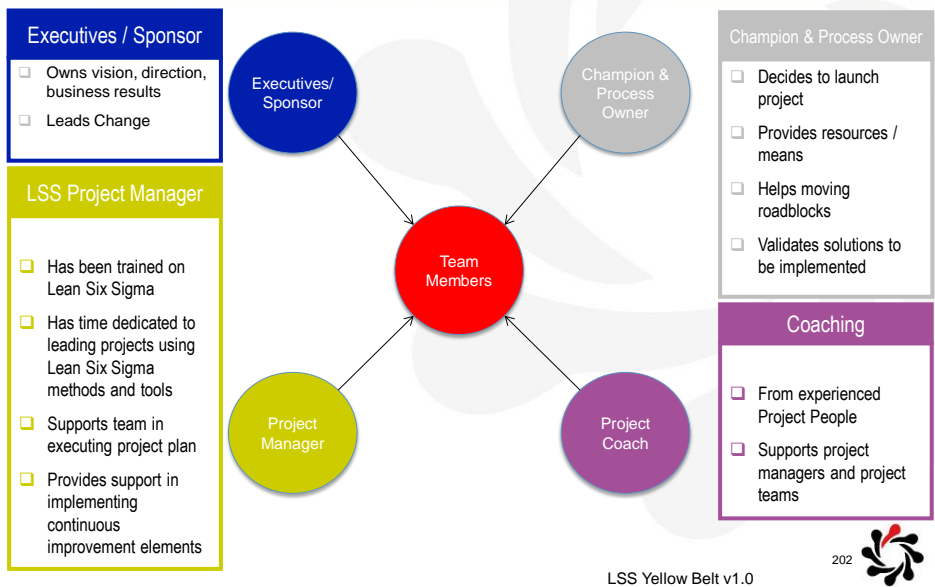 Executives / Sponsor
Owns vision, direction,
business results
Leads Change
LSS Project Manager
Has been trained on
Lean Six Sigma
Has time dedicated to
leading projects using
Lean Six Sigma
methods and tools
Supports team in
executing project plan
Provides support in
implementing
continuous
improvement elements
Executives/
Sponsor
Champion &
Process
Owner
Team
Members
Project
Manager
Project
Coach
Champion & Process Owner
Decides to launch
project
Provides resources /
means
Helps moving
roadblocks
Validates solutions to
be implemented
Coaching
From experienced
Project People
Supports project
managers and project
teams
LSS Yellow Belt v1.0
202